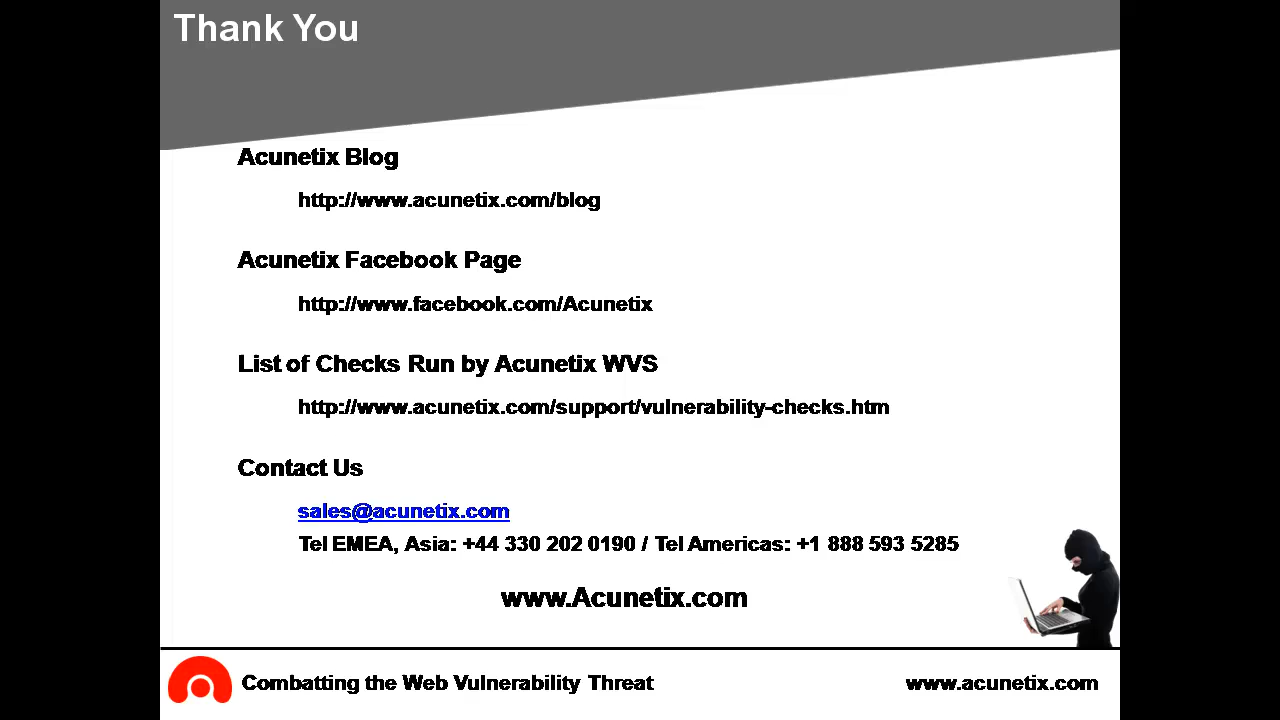 Thank You
Acunetix Blog
http://www.acunetix.com/blog
Acunetix Facebook Page
http://www.facebook.com/Acunetix
List of Checks Run by Acunetix WVS
http://www.acunetix.com/support/vulnerability-checks.htm
Contact Us
sales@acunetix.com
Tel EMEA, Asia: +44 330 202 0190 / Tel Americas: +1 888 593 5285
www.Acunetix.com
Combatting the Web Vulnerability Threat
www.acunetix.com